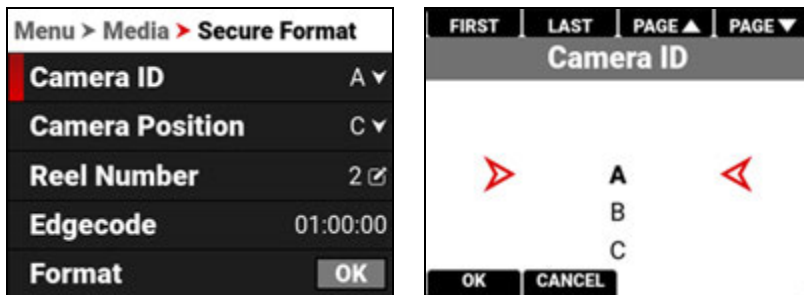 Menu > Media > Secure Format
Camera ID A
Camera Position C
Reel Number 2
Edgecode 01:00:00
Format OK
FIRST LAST PAGE▲ PAGE▼
Camera ID
A
B
C
OK CANCEL